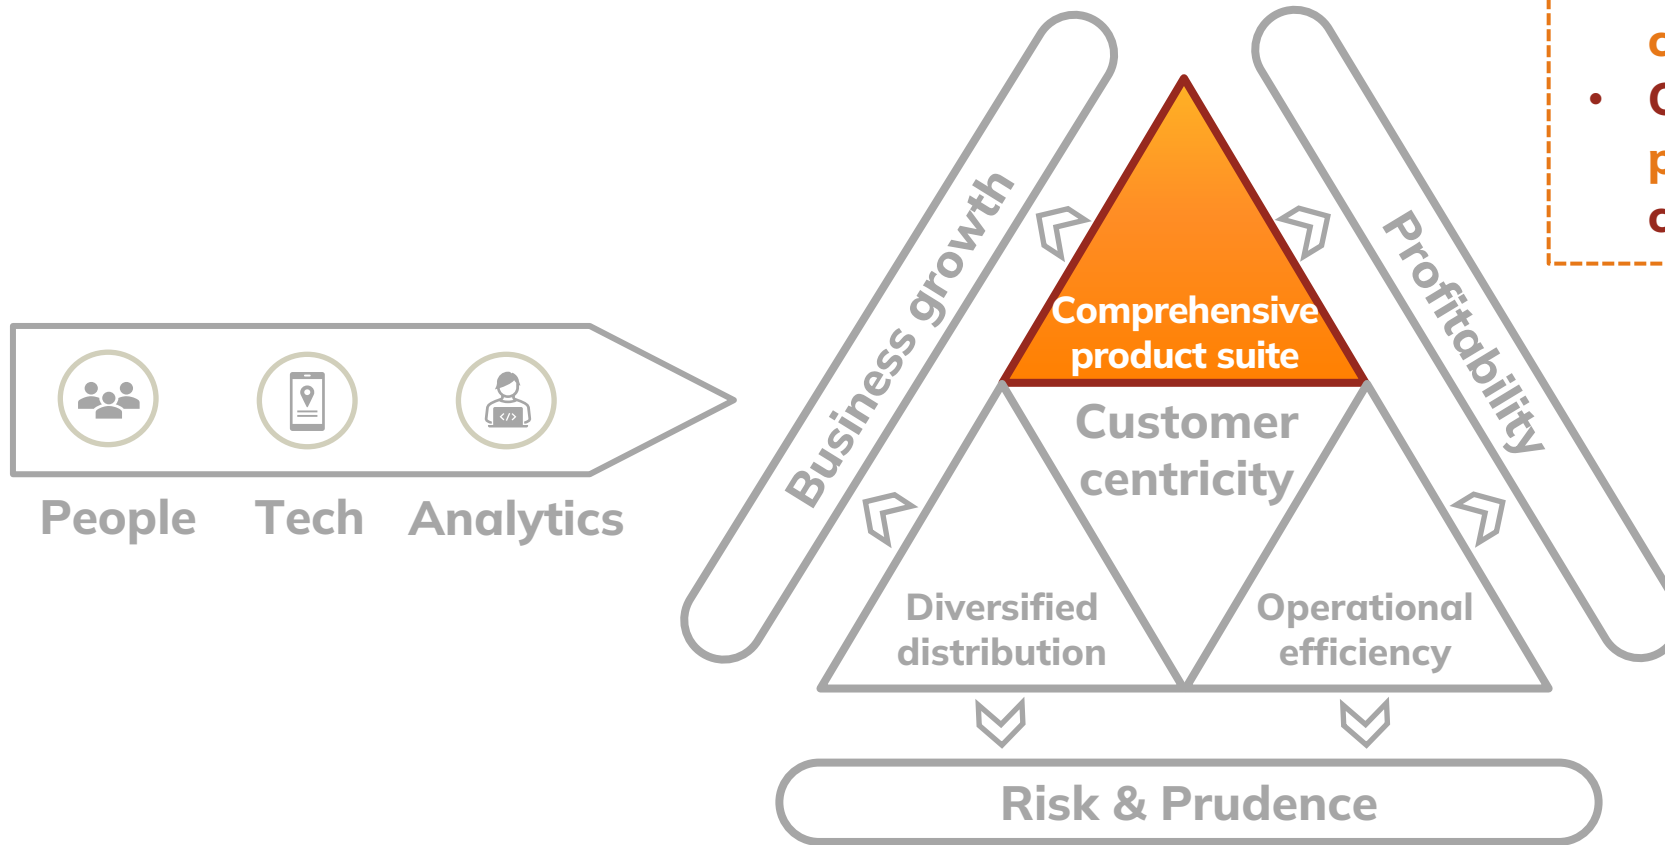 Business growth
Profitability
Comprehensive
product suite
Customer
centricity
People
Tech
Analytics
Diversified
distribution
Operational
efficiency
Risk & Prudence